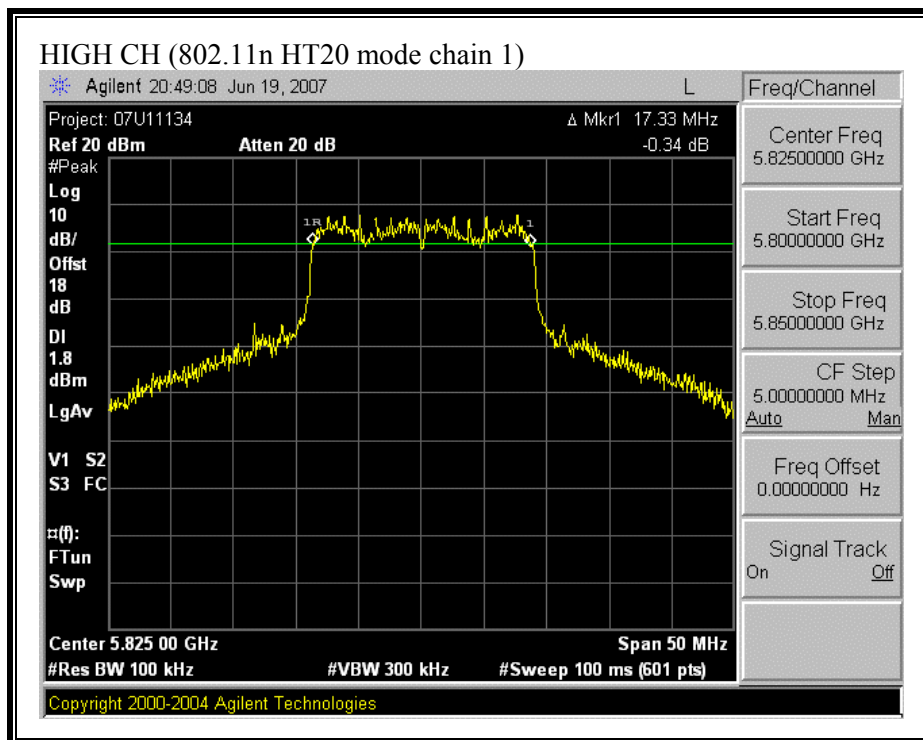 HIGH CH (802.11n HT20 mode chain 1)
Agilent 20:49:08 Jun 19, 2007 L
Freq/Channel
Project: 07U11134 Δ Mkr1 17.33 MHz
Ref 20 dBm Atten 20 dB -0.34 dB
#Peak
Log
10
dB/
Offst
18
dB
DI
1.8
dBm
LgAv
V1 S2
S3 FC
¤(f):
FTun
Swp
1R
1
Center 5.825 00 GHz Span 50 MHz
#Res BW 100 kHz #VBW 300 kHz #Sweep 100 ms (601 pts)
Center Freq
5.82500000 GHz
Start Freq
5.80000000 GHz
Stop Freq
5.85000000 GHz
CF Step
5.00000000 MHz
Auto Man
Freq Offset
0.00000000 Hz
Signal Track
On Off
Copyright 2000-2004 Agilent Technologies